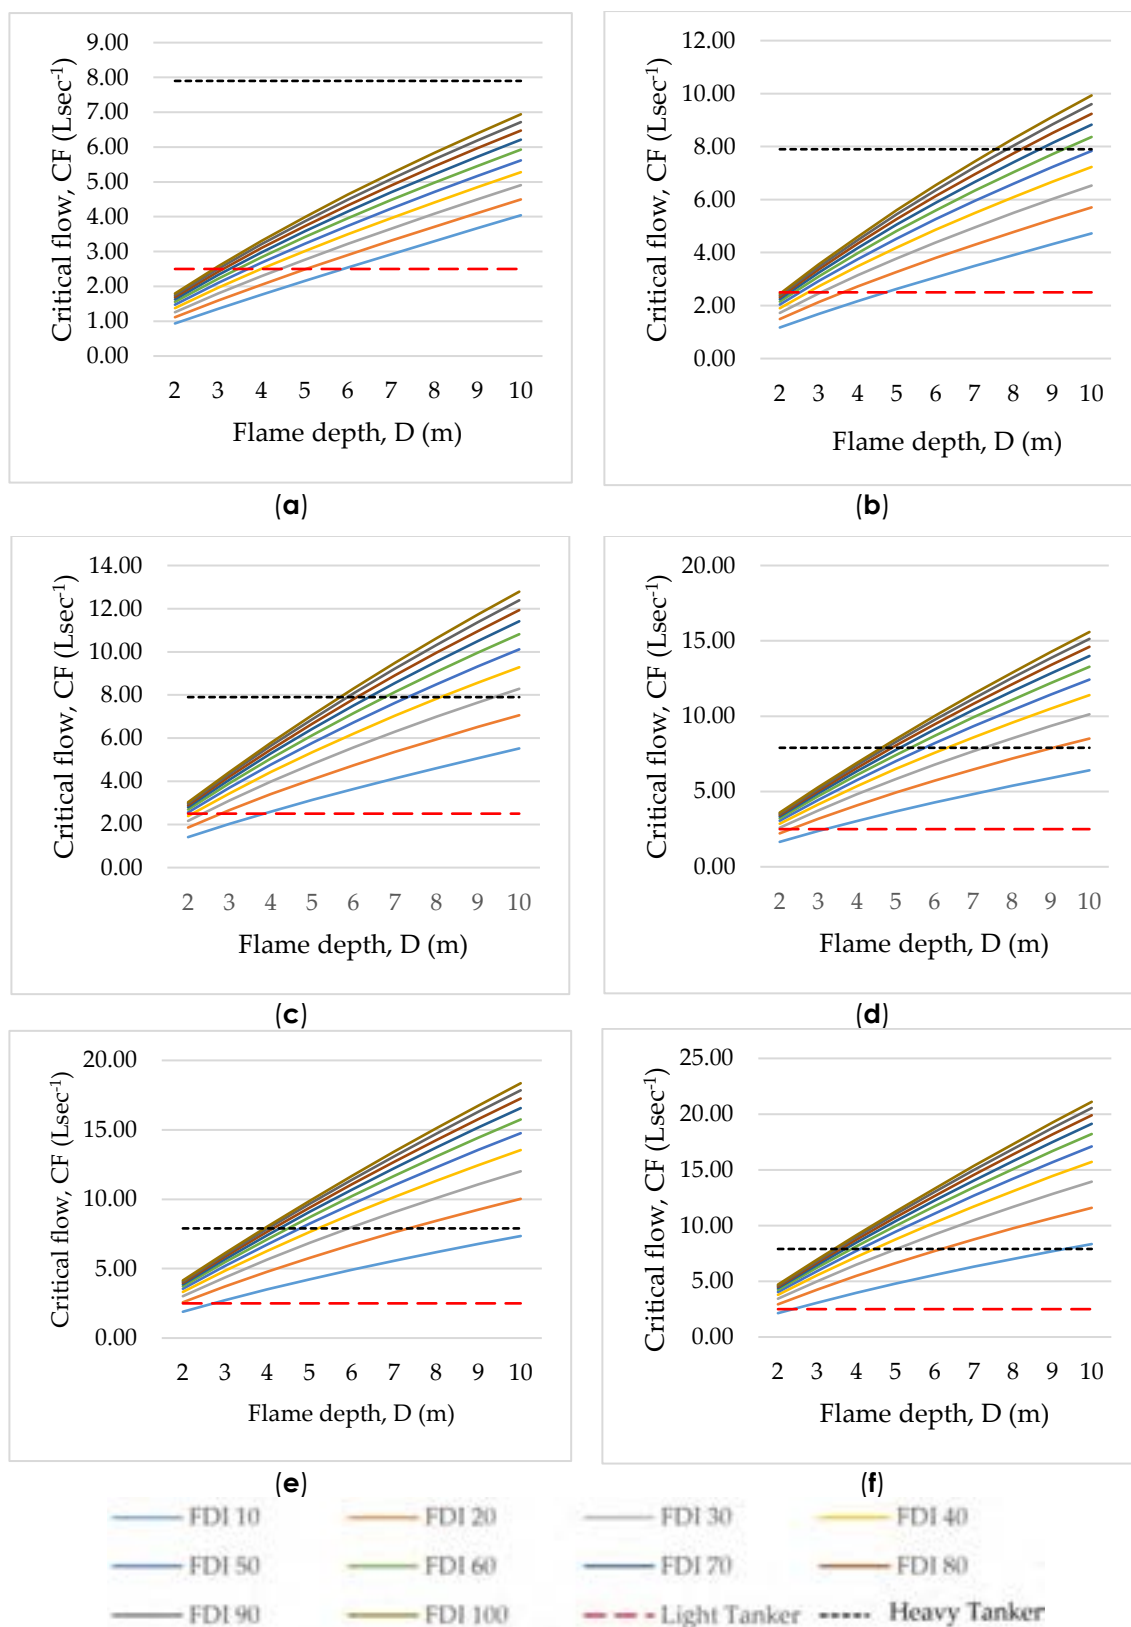 9.00
8.00
7.00
6.00
5.00
4.00
3.00
2.00
1.00
0.00
Critical flow, CF (Lsec⁻¹)
2 3 4 5 6 7 8 9 10
Flame depth, D (m)
(a)
12.00
10.00
8.00
6.00
4.00
2.00
0.00
Critical flow, CF (Lsec⁻¹)
2 3 4 5 6 7 8 9 10
Flame depth, D (m)
(b)
14.00
12.00
10.00
8.00
6.00
4.00
2.00
0.00
Critical flow, CF (Lsec⁻¹)
2 3 4 5 6 7 8 9 10
Flame depth, D (m)
(c)
20.00
15.00
10.00
5.00
0.00
Critical flow, CF (Lsec⁻¹)
2 3 4 5 6 7 8 9 10
Flame depth, D (m)
(d)
20.00
15.00
10.00
5.00
0.00
Critical flow, CF (Lsec⁻¹)
2 3 4 5 6 7 8 9 10
Flame depth, D (m)
(e)
25.00
20.00
15.00
10.00
5.00
0.00
Critical flow, CF (Lsec⁻¹)
2 3 4 5 6 7 8 9 10
Flame depth, D (m)
(f)
FDI 10 FDI 20 FDI 30 FDI 40
FDI 50 FDI 60 FDI 70 FDI 80
FDI 90 FDI 100 Light Tanker Heavy Tanker